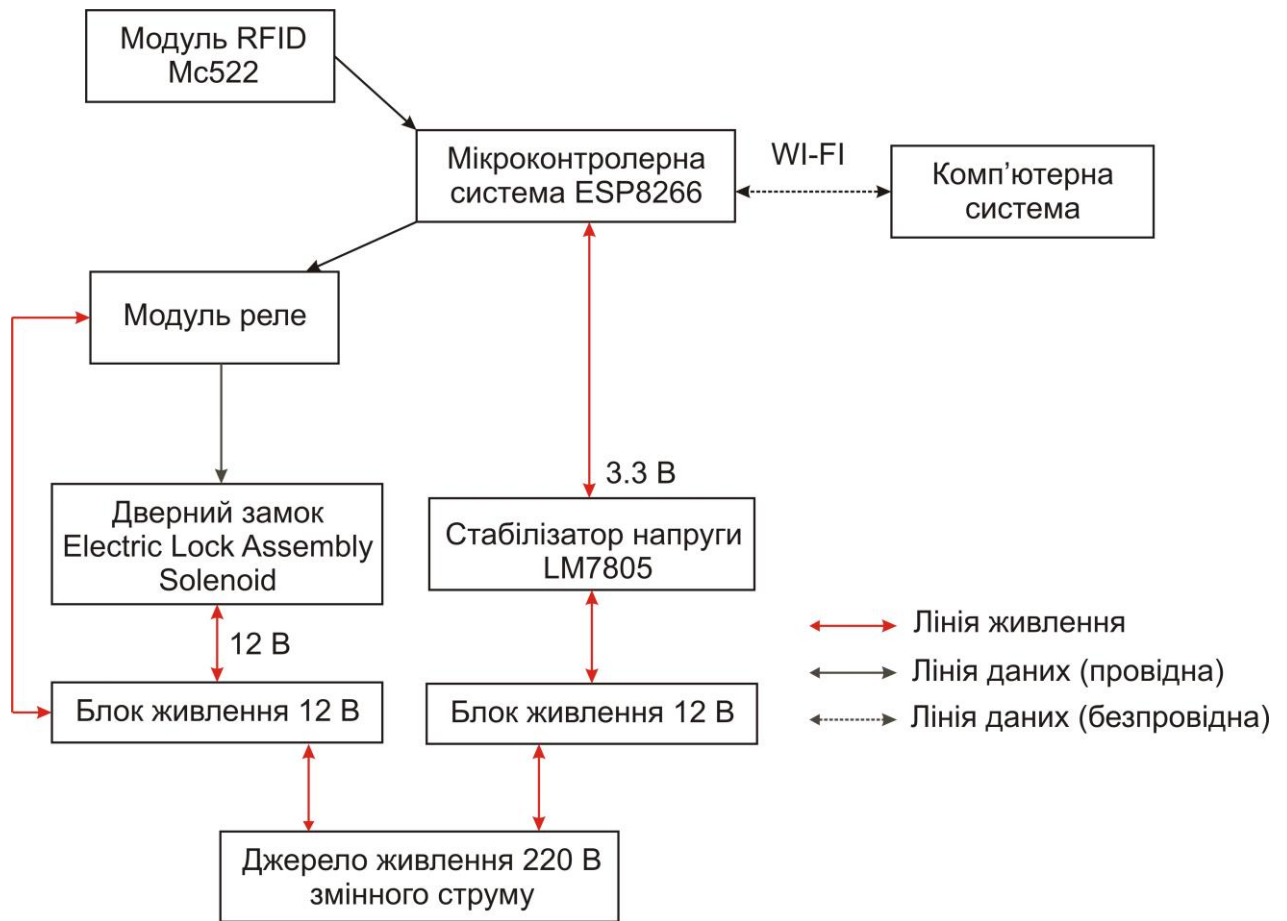 Модуль RFID
Mc522
Мікроконтролерна
система ESP8266
WI-FI
Комп’ютерна
система
Модуль реле
3.3 В
Дверний замок
Electric Lock Assembly
Solenoid
Стабілізатор напруги
LM7805
12 В
Лінія живлення
Лінія даних (провідна)
Лінія даних (безпровідна)
Блок живлення 12 В
Блок живлення 12 В
Джерело живлення 220 В
змінного струму